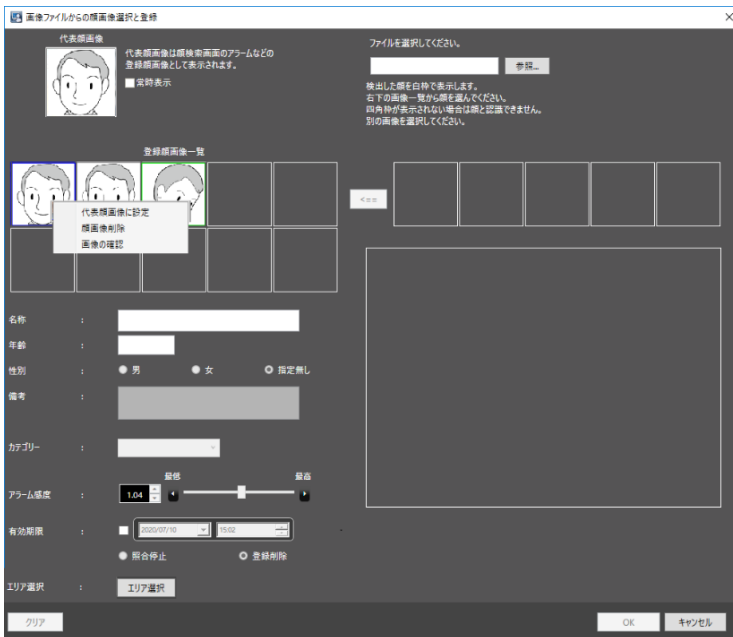 画像ファイルからの顔画像選択と登録
代表顔画像
代表顔画像は顔検索画面のアラームなどの
登録顔画像として表示されます。
常時表示
ファイルを選択してください。
参照...
検出した顔を白枠で表示します。
右下の画像一覧から顔を選んでください。
四角枠が表示されない場合は顔と認識できません。
別の画像を選択してください。
登録顔画像一覧
<==
代表顔画像に設定
顔画像削除
画像の確認
名称 :
年齢 :
性別 : 男 女 指定無し
備考 :
カテゴリー :
最低 最高
アラーム感度 : 1.04
有効期限 : 2020/07/10 15:02
照合停止 登録削除
エリア選択 : エリア選択
クリア OK キャンセル